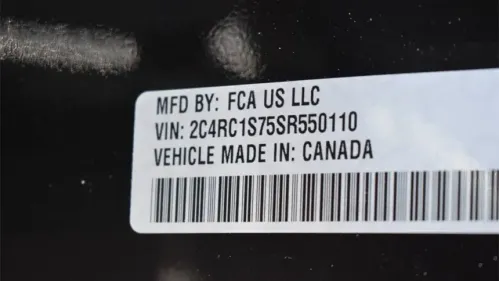 MFD BY: FCA US LLC
VIN: 2C4RC1S75SR550110
VEHICLE MADE IN: CANADA